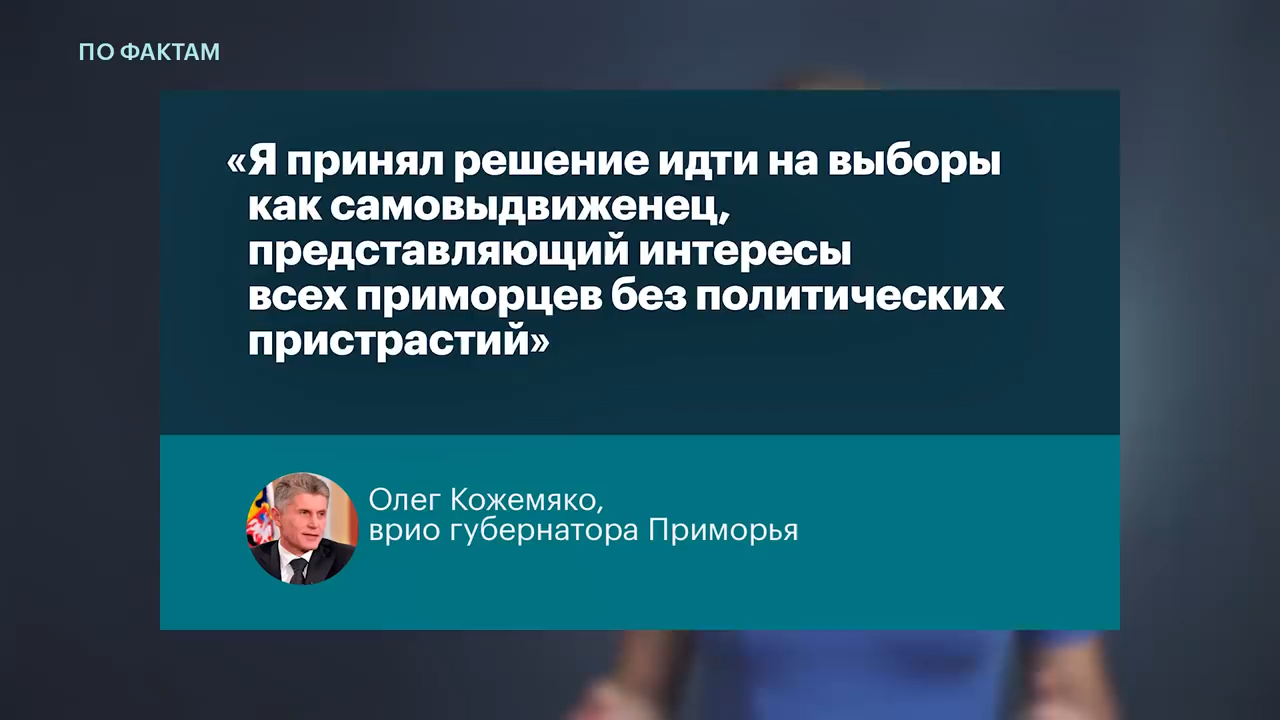 ПО ФАКТАМ
«Я принял решение идти на выборы
как самовыдвиженец,
представляющий интересы
всех приморцев без политических
пристрастий»
Олег Кожемяко,
врио губернатора Приморья